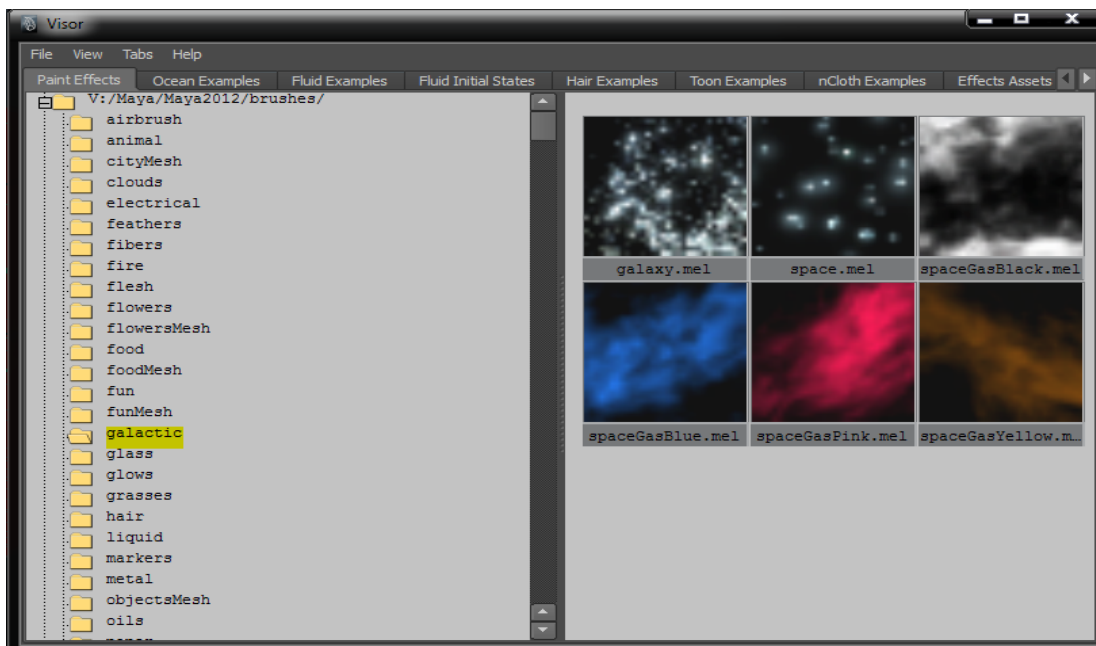 Visor
File View Tabs Help
Paint Effects Ocean Examples Fluid Examples Fluid Initial States Hair Examples Toon Examples nCloth Examples Effects Assets
V:/Maya/Maya2012/brushes/
airbrush
animal
cityMesh
clouds
electrical
feathers
fibers
fire
flesh
flowers
flowersMesh
food
foodMesh
fun
funMesh
galactic
glass
glows
grasses
hair
liquid
markers
metal
objectsMesh
oils
galaxy.mel space.mel spaceGasBlack.mel
spaceGasBlue.mel spaceGasPink.mel spaceGasYellow.m...